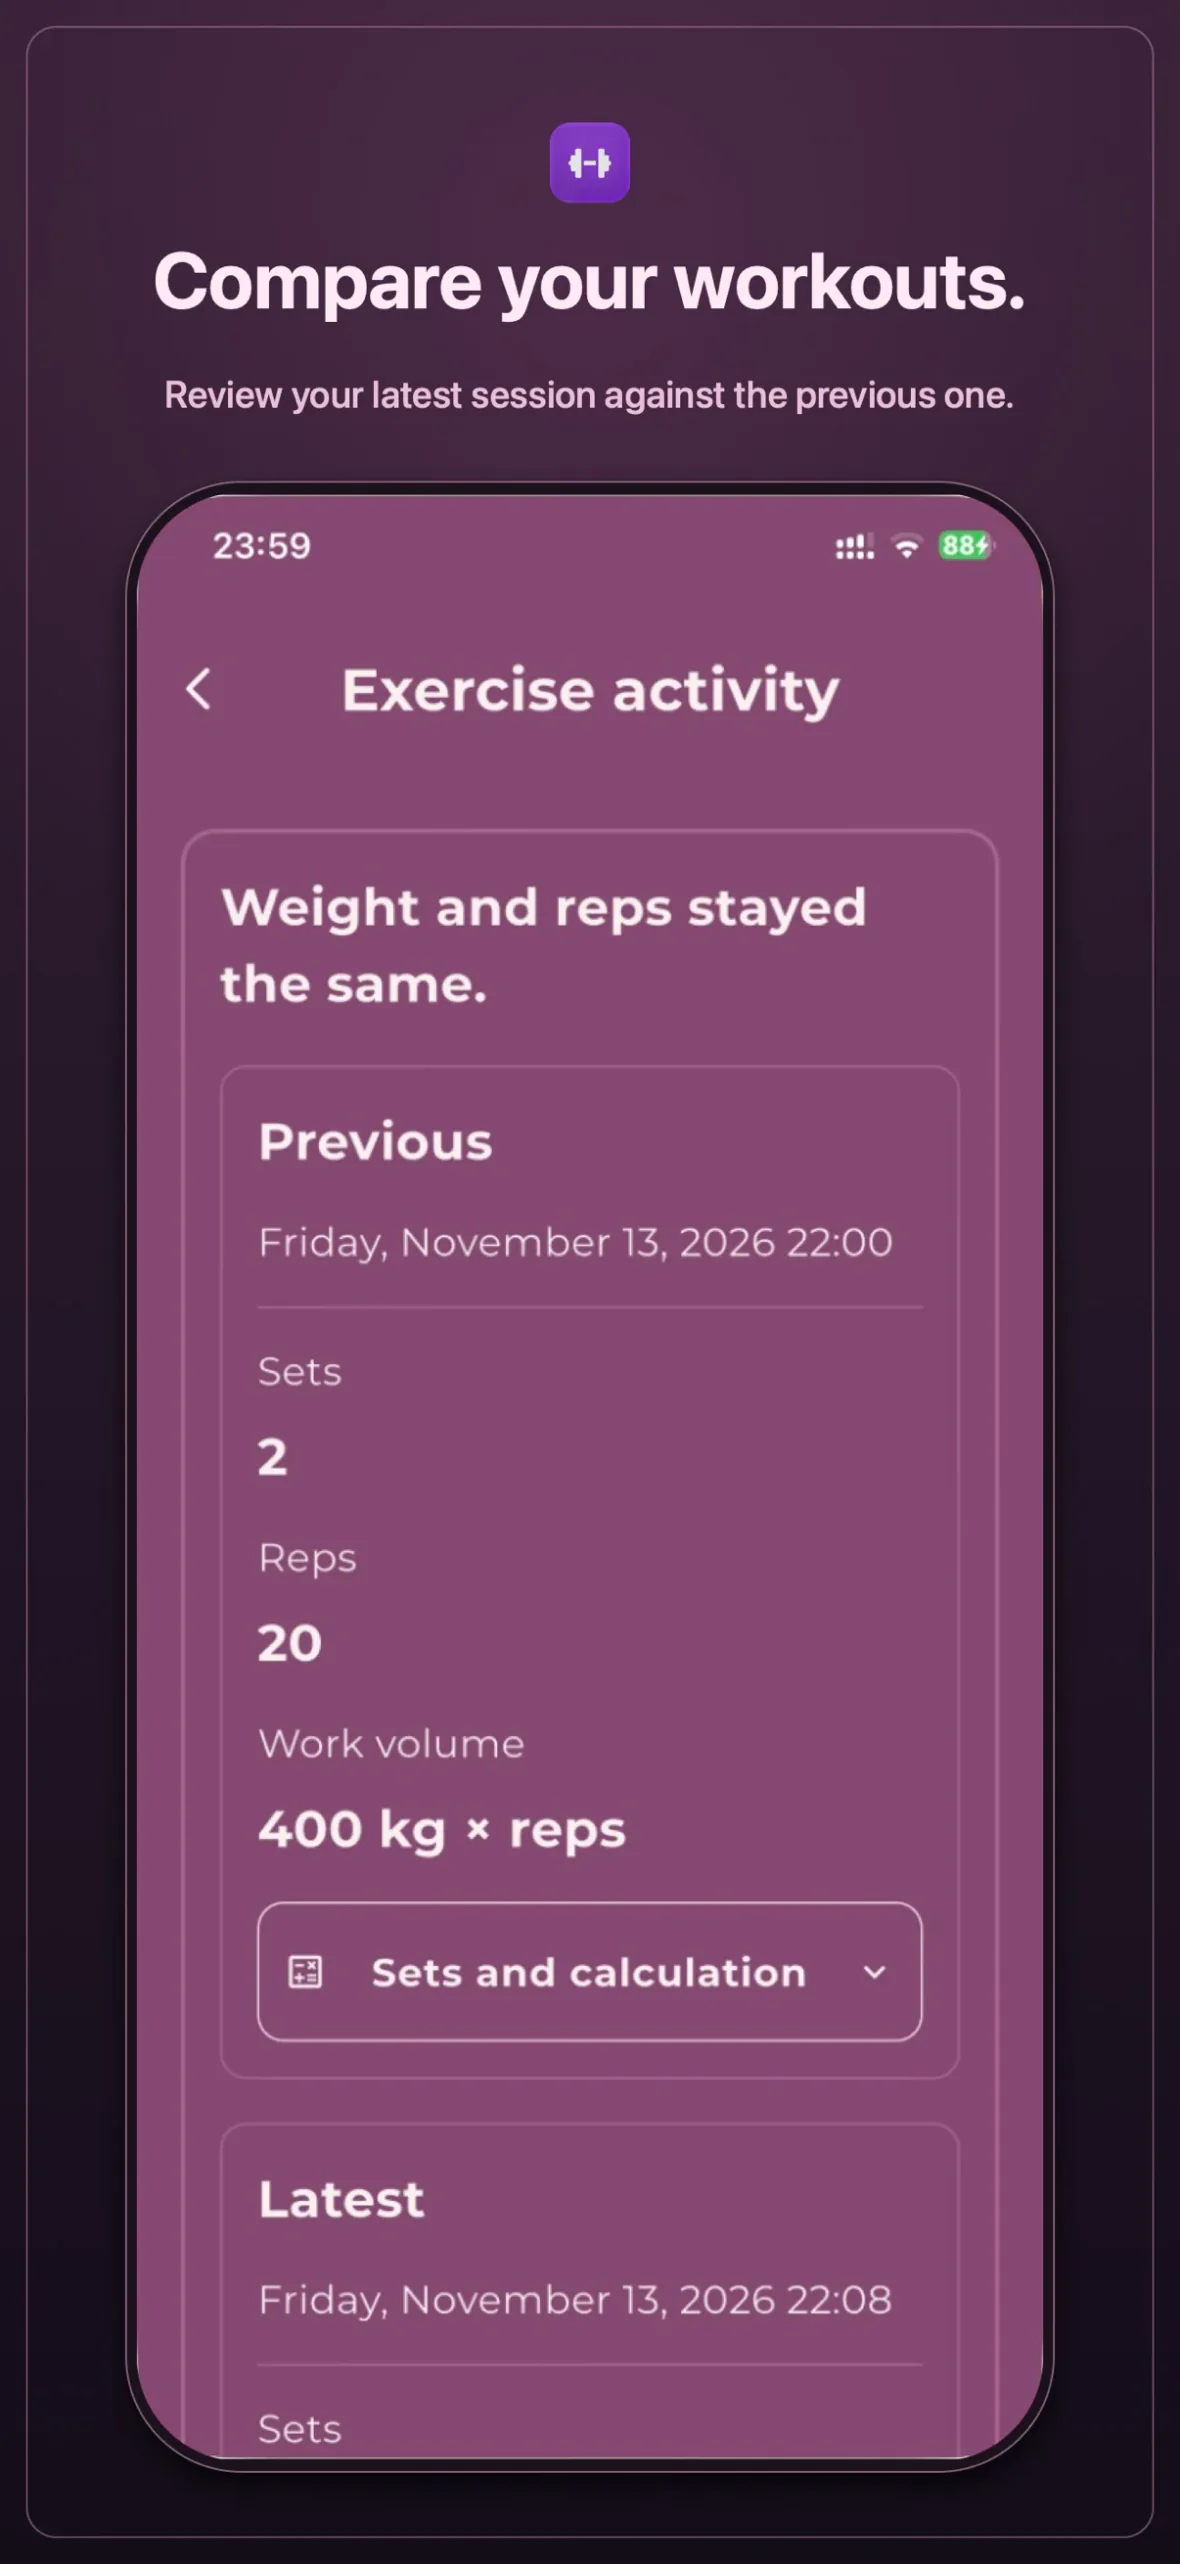 Compare your workouts.
Review your latest session against the previous one.
23:59
88
Exercise activity
Weight and reps stayed
the same.
Previous
Friday, November 13, 2026 22:00
Sets
2
Reps
20
Work volume
400 kg × reps
Sets and calculation
Latest
Friday, November 13, 2026 22:08
Sets